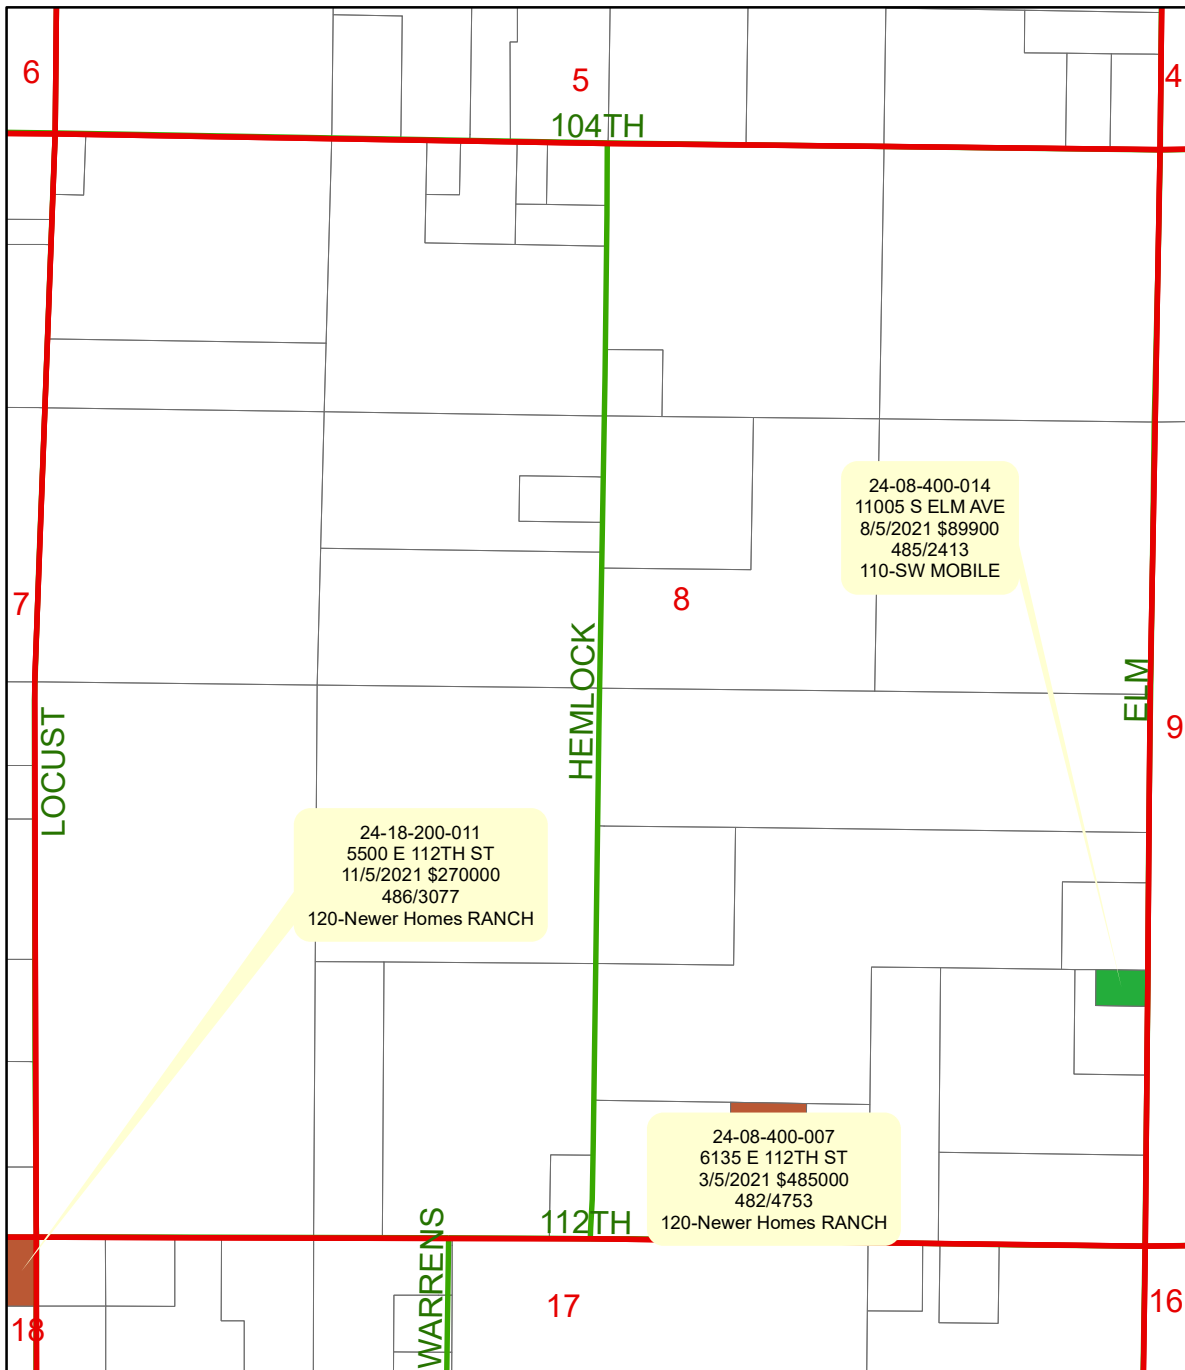 6
5
4
104TH
24-08-400-014
11005 S ELM AVE
8/5/2021 $89900
485/2413
110-SW MOBILE
7
8
HEMLOCK
ELM
9
LOCUST
24-18-200-011
5500 E 112TH ST
11/5/2021 $270000
486/3077
120-Newer Homes RANCH
24-08-400-007
6135 E 112TH ST
3/5/2021 $485000
482/4753
120-Newer Homes RANCH
112TH
WARRENS
17
16
18